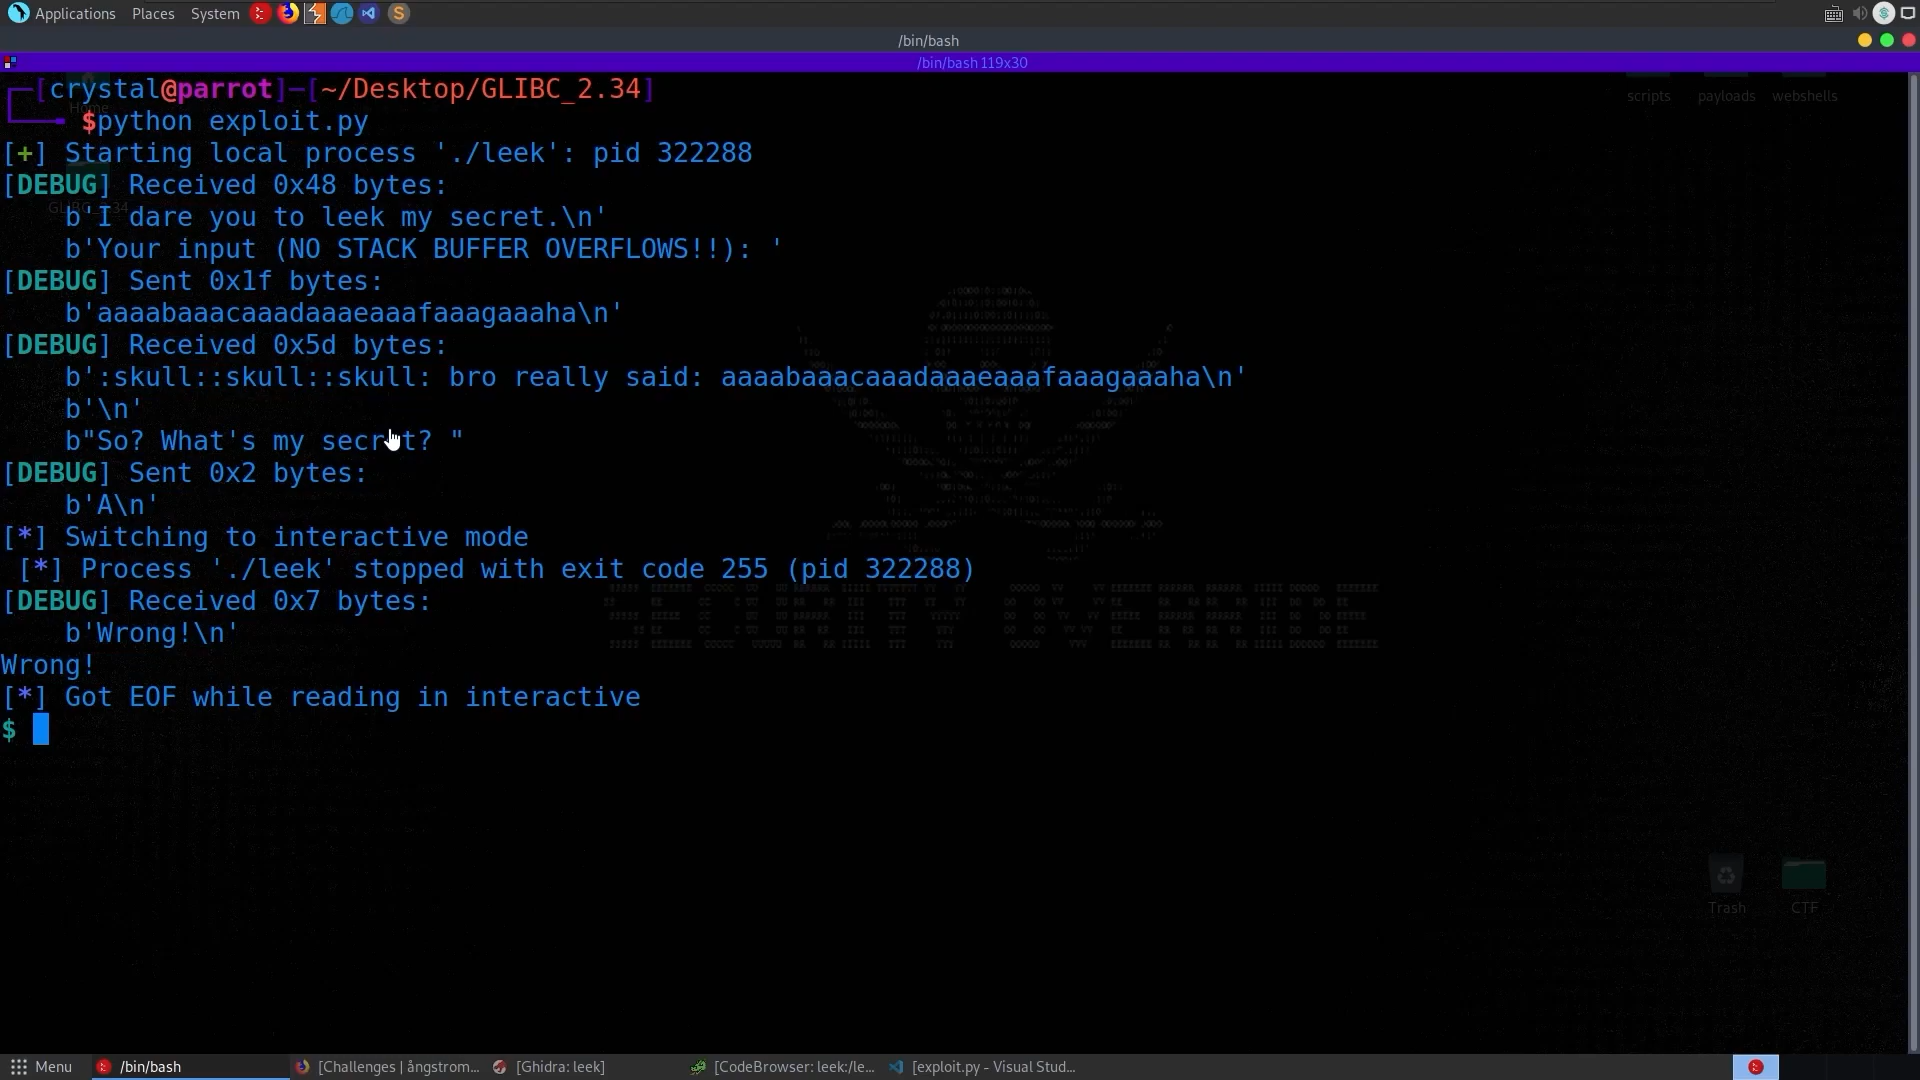 Applications Places System
/bin/bash
/bin/bash 119x30
scripts payloads webshells
Home
┌─[crystal@parrot]─[~/Desktop/GLIBC_2.34]
└──╼ $python exploit.py
[+] Starting local process './leek': pid 322288
[DEBUG] Received 0x48 bytes:
b'I dare you to leek my secret.\n'
b'Your input (NO STACK BUFFER OVERFLOWS!!): '
[DEBUG] Sent 0x1f bytes:
b'aaaabaaacaaadaaaeaaafaaagaaaha\n'
[DEBUG] Received 0x5d bytes:
b':skull::skull::skull: bro really said: aaaabaaacaaadaaaeaaafaaagaaaha\n'
b'\n'
b"So? What's my secret? "
[DEBUG] Sent 0x2 bytes:
b'A\n'
[*] Switching to interactive mode
[*] Process './leek' stopped with exit code 255 (pid 322288)
[DEBUG] Received 0x7 bytes:
b'Wrong!\n'
Wrong!
[*] Got EOF while reading in interactive
$
SECURITY OVERRIDE
Trash CTF
Menu /bin/bash [Challenges | ångstrom... [Ghidra: leek] [CodeBrowser: leek:/le... [exploit.py - Visual Stud...